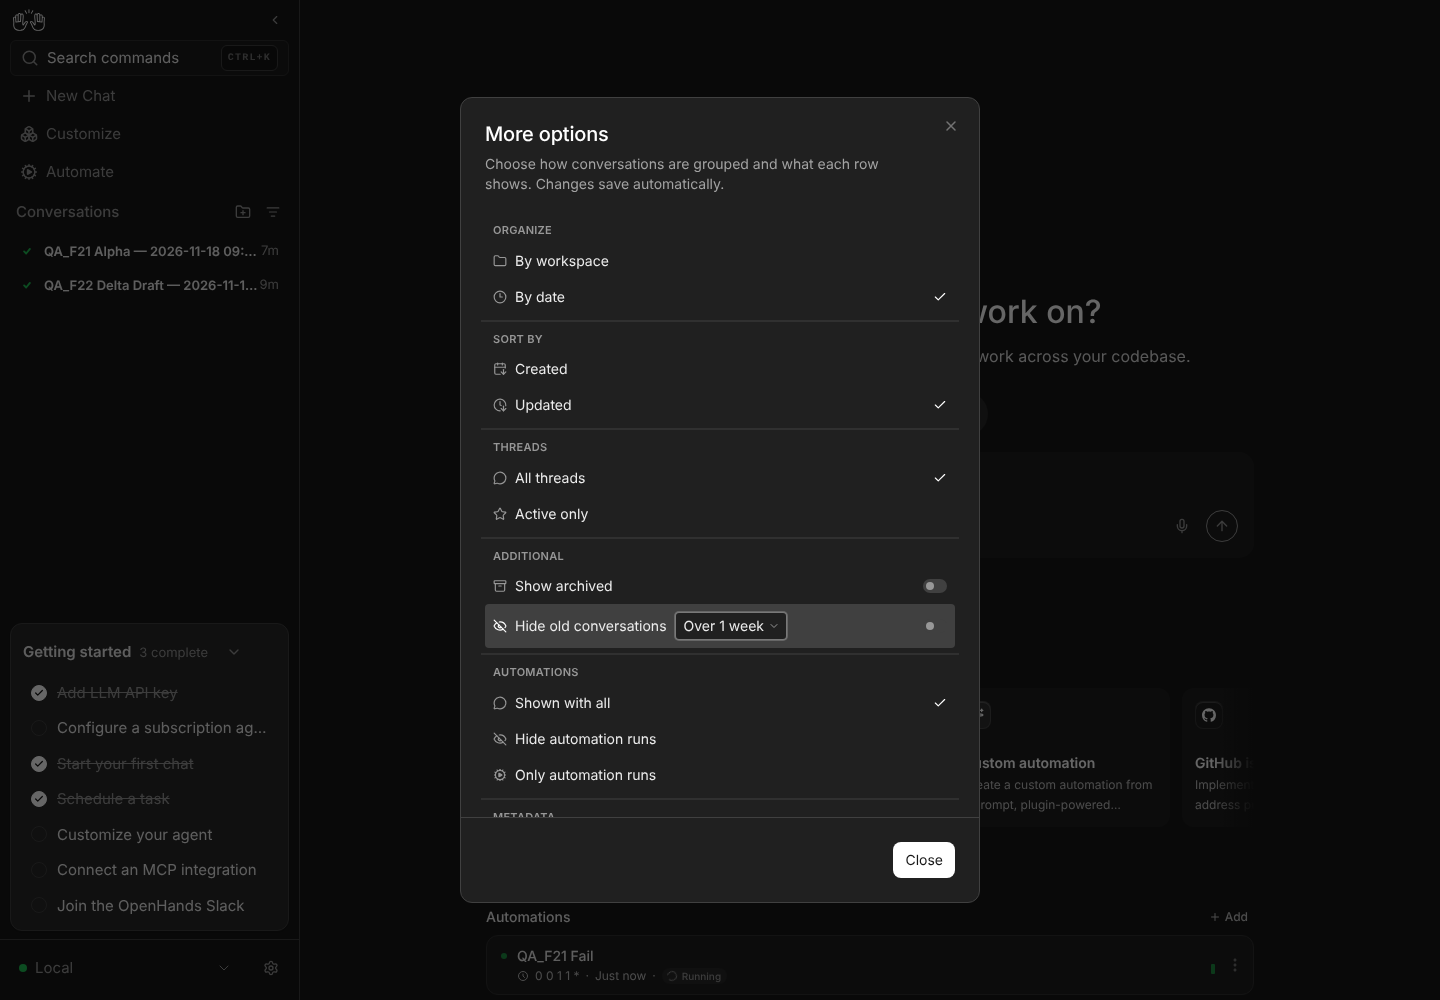 Search commands
CTRL+K
New Chat
Customize
Automate
Conversations
QA_F21 Alpha — 2026-11-18 09:... 7m
QA_F22 Delta Draft — 2026-11-1... 9m
Getting started 3 complete
Add LLM API key
Configure a subscription ag...
Start your first chat
Schedule a task
Customize your agent
Connect an MCP integration
Join the OpenHands Slack
Local
More options
Choose how conversations are grouped and what each row
shows. Changes save automatically.
ORGANIZE
By workspace
By date
SORT BY
Created
Updated
THREADS
All threads
Active only
ADDITIONAL
Show archived
Hide old conversations Over 1 week
AUTOMATIONS
Shown with all
Hide automation runs
Only automation runs
METADATA
Close
work on?
work across your codebase.
stom automation
eate a custom automation from
rompt, plugin-powered...
GitHub
Implemen
address
Automations
+ Add
QA_F21 Fail
0 0 1 1 * · Just now · Running